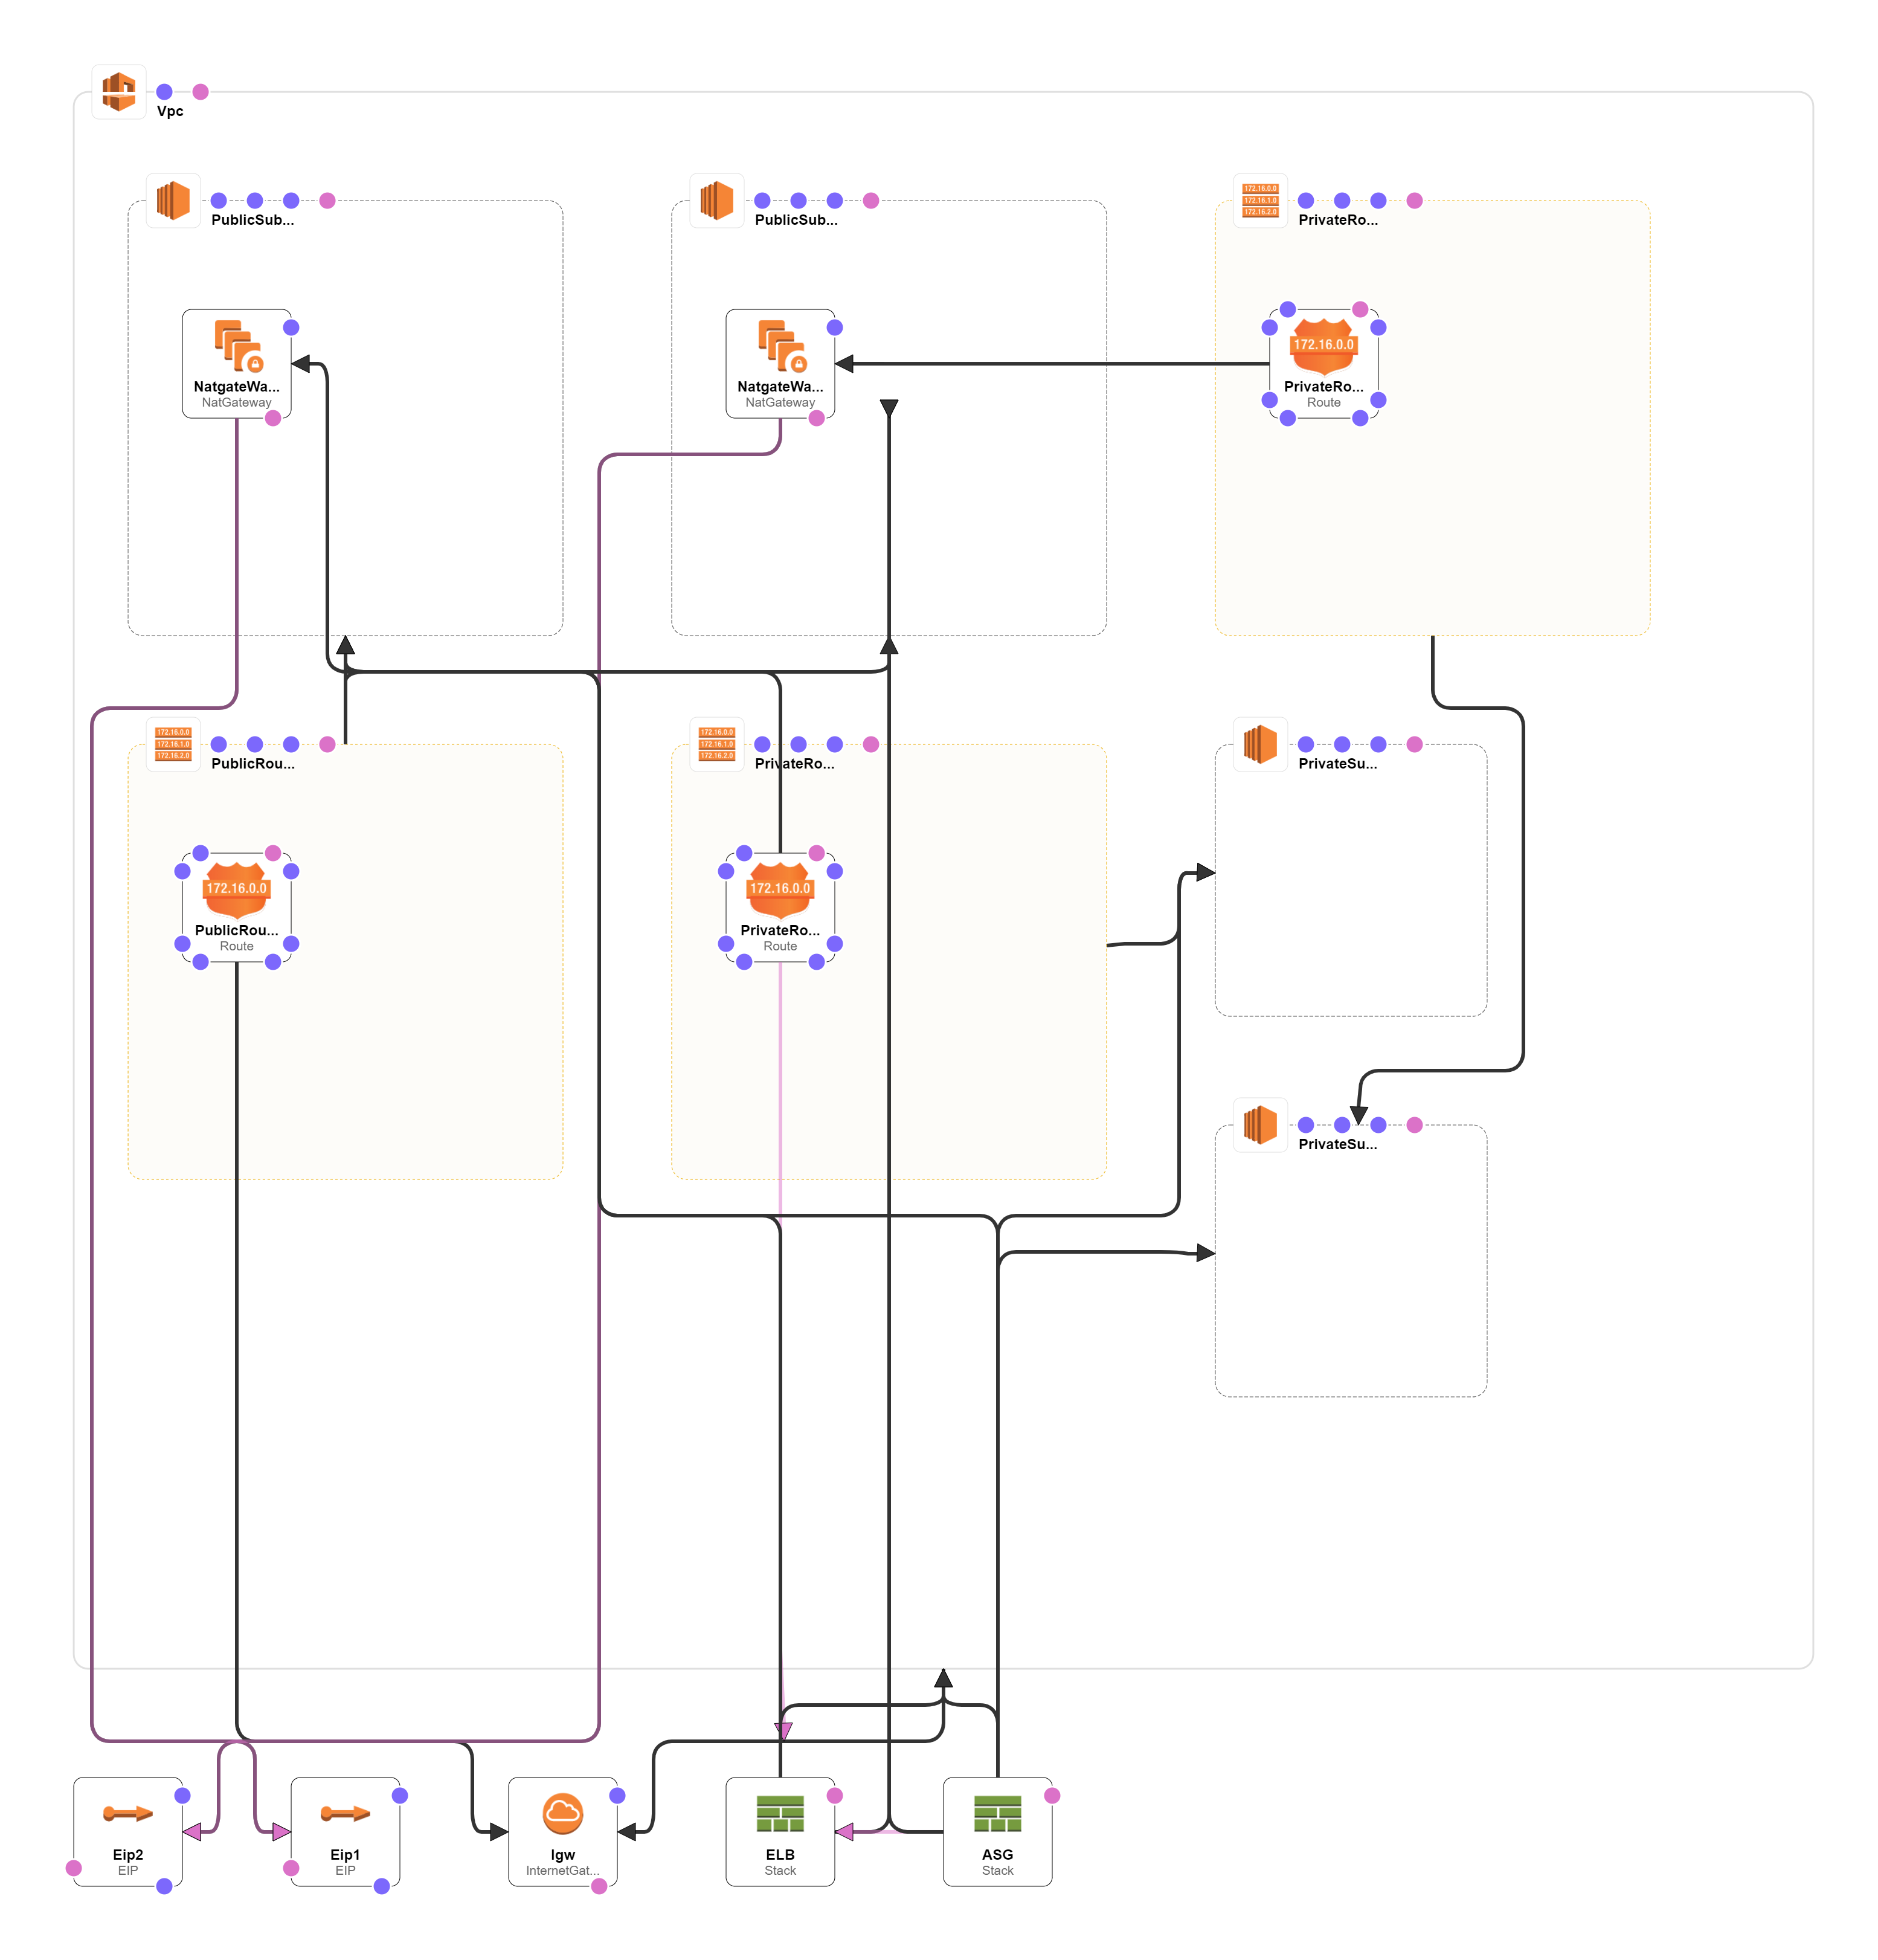 Vpc
PublicSub...
PublicSub...
172.16.0.0
172.16.1.0
172.16.2.0
PrivateRo...
NatgateWa...
NatGateway
NatgateWa...
NatGateway
172.16.0.0
PrivateRo...
Route
172.16.0.0
172.16.1.0
172.16.2.0
PublicRou...
172.16.0.0
172.16.1.0
172.16.2.0
PrivateRo...
PrivateSu...
172.16.0.0
PublicRou...
Route
172.16.0.0
PrivateRo...
Route
PrivateSu...
Eip2
EIP
Eip1
EIP
Igw
InternetGat...
ELB
Stack
ASG
Stack